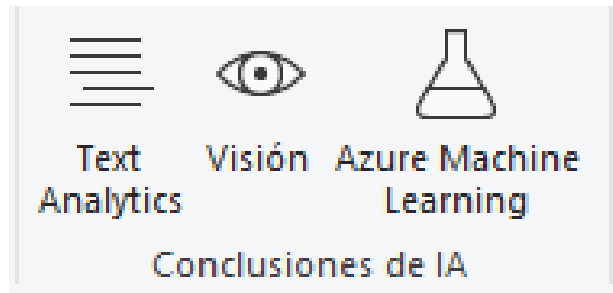 Text
Analytics
Visión
Azure Machine
Learning
Conclusiones de IA